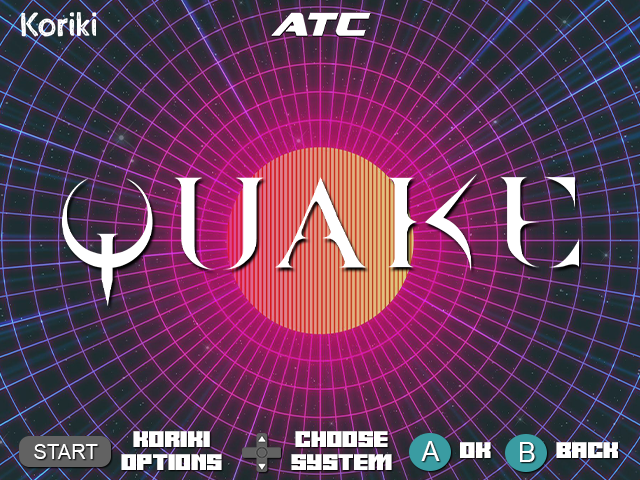 Koriki
ATC
QUAKE
START
KORIKI
OPTIONS
CHOOSE
SYSTEM
A
OK
B
BACK